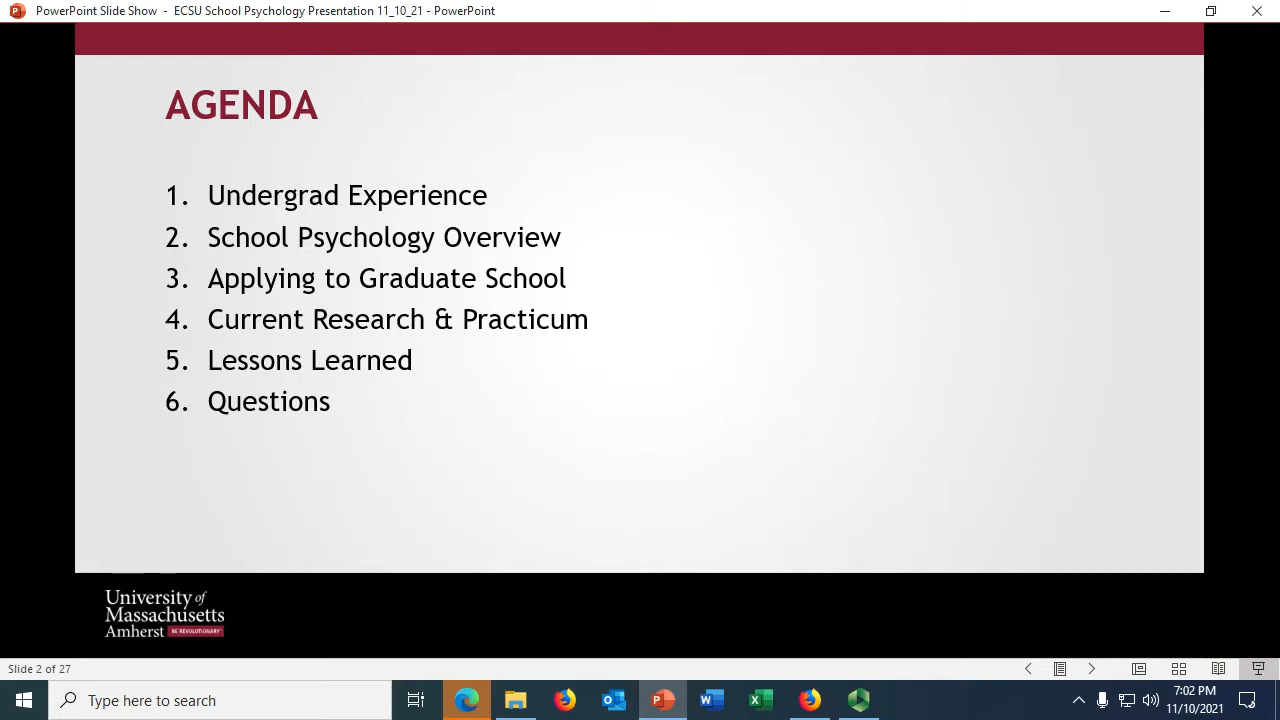 PowerPoint Slide Show - ECSU School Psychology Presentation 11_10_21 - PowerPoint
AGENDA
1. Undergrad Experience
2. School Psychology Overview
3. Applying to Graduate School
4. Current Research & Practicum
5. Lessons Learned
6. Questions
University of
Massachusetts
Amherst BE REVOLUTIONARY™
Slide 2 of 27
Type here to search
7:02 PM
11/10/2021